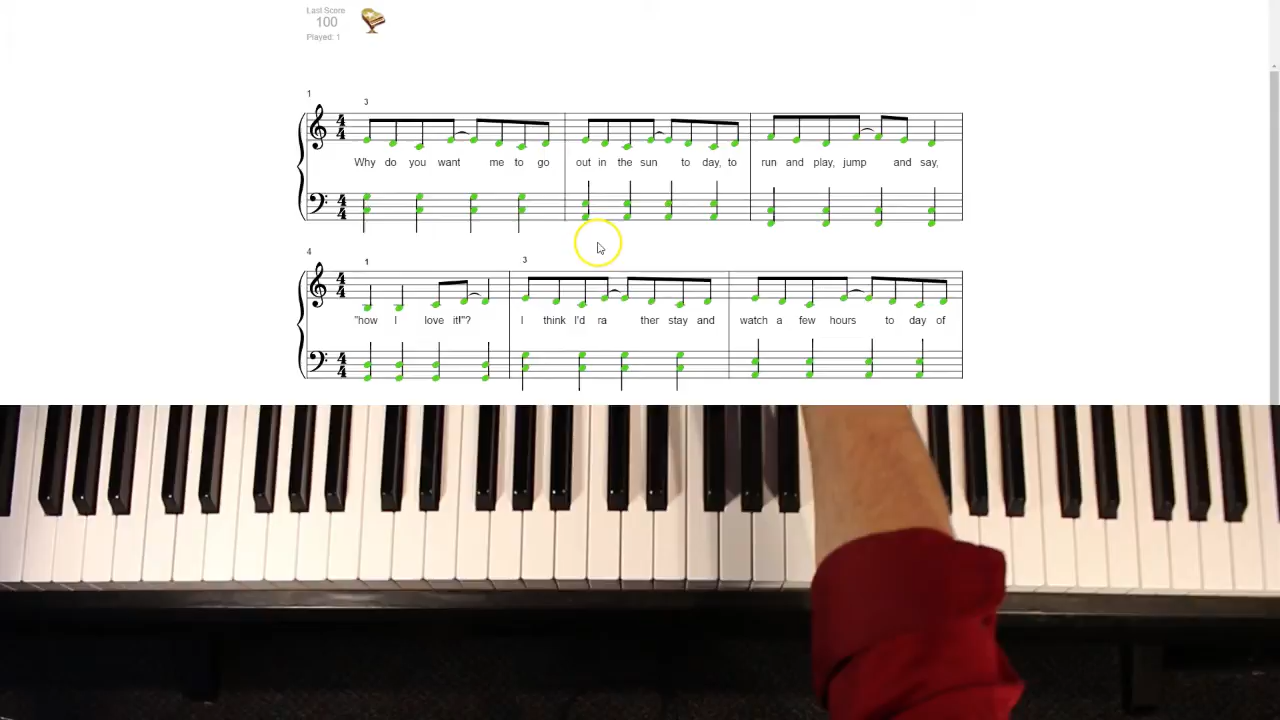 Last Score
100
Played: 1
1
3
Why do you want me to go out in the sun to day, to run and play, jump and say,
4
1
3
"how I love it!"? I think I'd ra ther stay and watch a few hours to day of